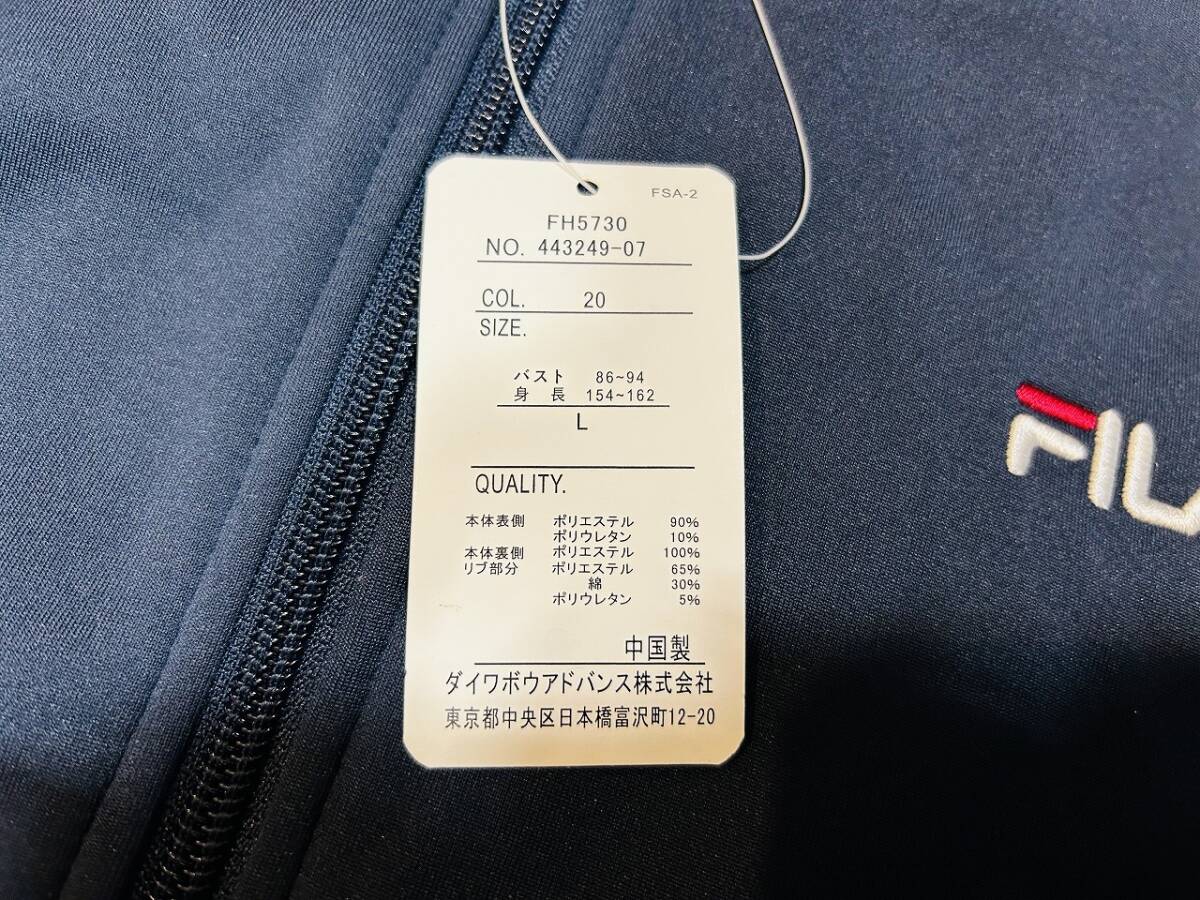 FSA-2
FH5730
NO. 443249-07
COL. 20
SIZE.
バスト 86~94
身 長 154~162
L
QUALITY.
本体表側 ポリエステル 90%
ポリウレタン 10%
本体裏側 ポリエステル 100%
リブ部分 ポリエステル 65%
綿 30%
ポリウレタン 5%
中国製
ダイワボウアドバンス株式会社
東京都中央区日本橋富沢町12-20
FILA